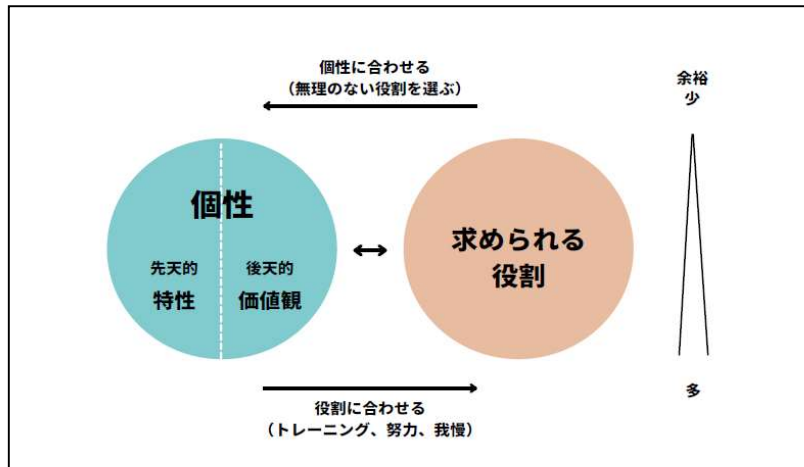 個性に合わせる
（無理のない役割を選ぶ）
余裕
少
個性
先天的
特性
後天的
価値観
求められる
役割
多
役割に合わせる
（トレーニング、努力、我慢）